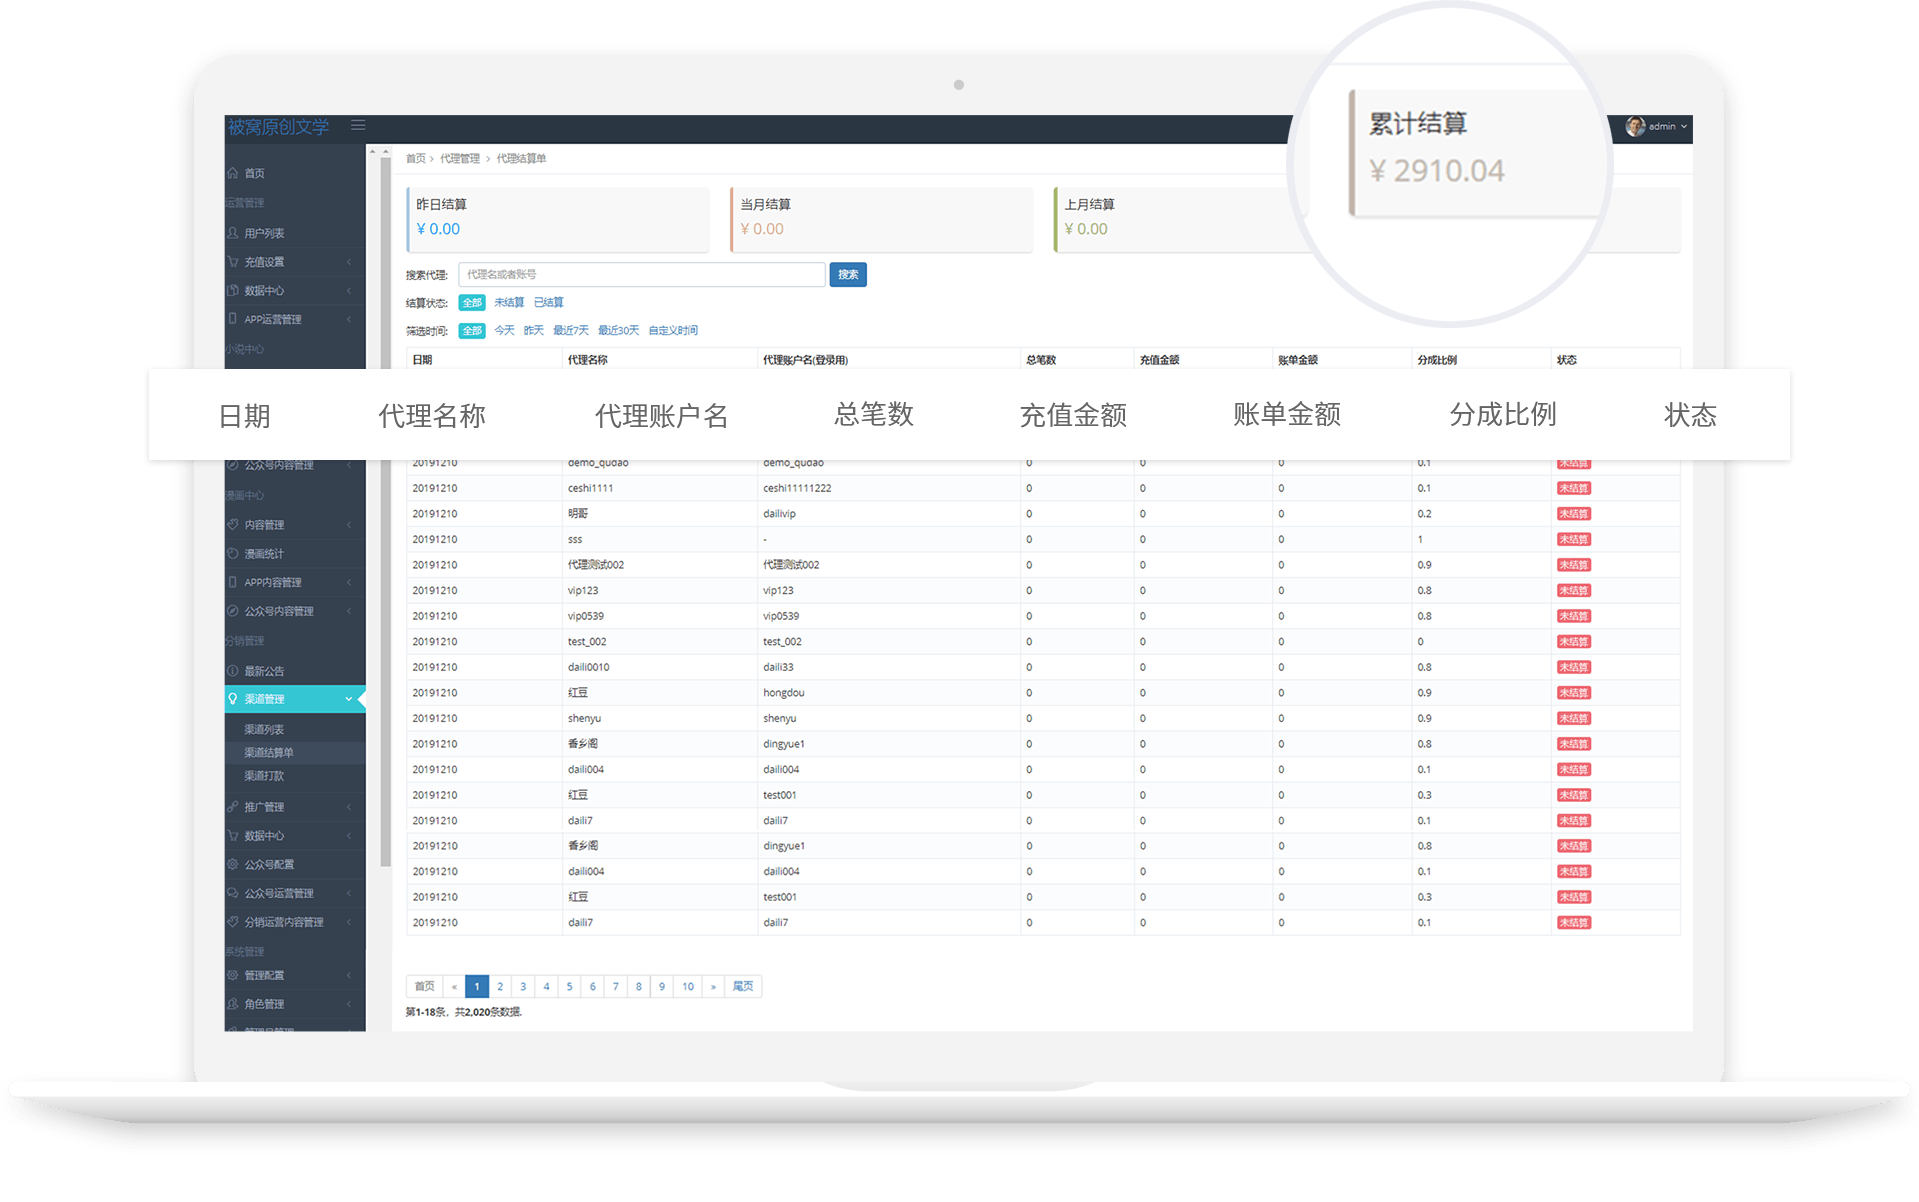 被窝原创文学
admin
累计结算
¥ 2910.04
首页 > 代理管理 > 代理结算单
昨日结算
¥ 0.00
当月结算
¥ 0.00
上月结算
¥ 0.00
搜索代理: 代理名或者账号 搜索
结算状态: 全部 未结算 已结算
筛选时间: 全部 今天 昨天 最近7天 最近30天 自定义时间
首页
运营管理
用户列表
充值设置
数据中心
APP运营管理
小说中心
日期 代理名称 代理账户名(登录用) 总笔数 充值金额 账单金额 分成比例 状态
日期 代理名称 代理账户名 总笔数 充值金额 账单金额 分成比例 状态
公众号内容管理
漫画中心
内容管理
漫画统计
APP内容管理
公众号内容管理
分销管理
最新公告
渠道管理
渠道列表
渠道结算单
渠道打款
推广管理
数据中心
公众号配置
公众号运营管理
分销运营内容管理
系统管理
管理配置
角色管理
20191210 demo_qudao demo_qudao 0 0 0 0.1 未结算
20191210 ceshi1111 ceshi11111222 0 0 0 0.1 未结算
20191210 明哥 dailivip 0 0 0 0.2 未结算
20191210 sss - 0 0 0 1 未结算
20191210 代理测试002 代理测试002 0 0 0 0.9 未结算
20191210 vip123 vip123 0 0 0 0.8 未结算
20191210 vip0539 vip0539 0 0 0 0.8 未结算
20191210 test_002 test_002 0 0 0 0 未结算
20191210 daili0010 daili33 0 0 0 0.8 未结算
20191210 红豆 hongdou 0 0 0 0.9 未结算
20191210 shenyu shenyu 0 0 0 0.9 未结算
20191210 香乡阁 dingyue1 0 0 0 0.8 未结算
20191210 daili004 daili004 0 0 0 0.1 未结算
20191210 红豆 test001 0 0 0 0.3 未结算
20191210 daili7 daili7 0 0 0 0.1 未结算
20191210 香乡阁 dingyue1 0 0 0 0.8 未结算
20191210 daili004 daili004 0 0 0 0.1 未结算
20191210 红豆 test001 0 0 0 0.3 未结算
20191210 daili7 daili7 0 0 0 0.1 未结算
首页 « 1 2 3 4 5 6 7 8 9 10 » 尾页
第1-18条，共2,020条数据.